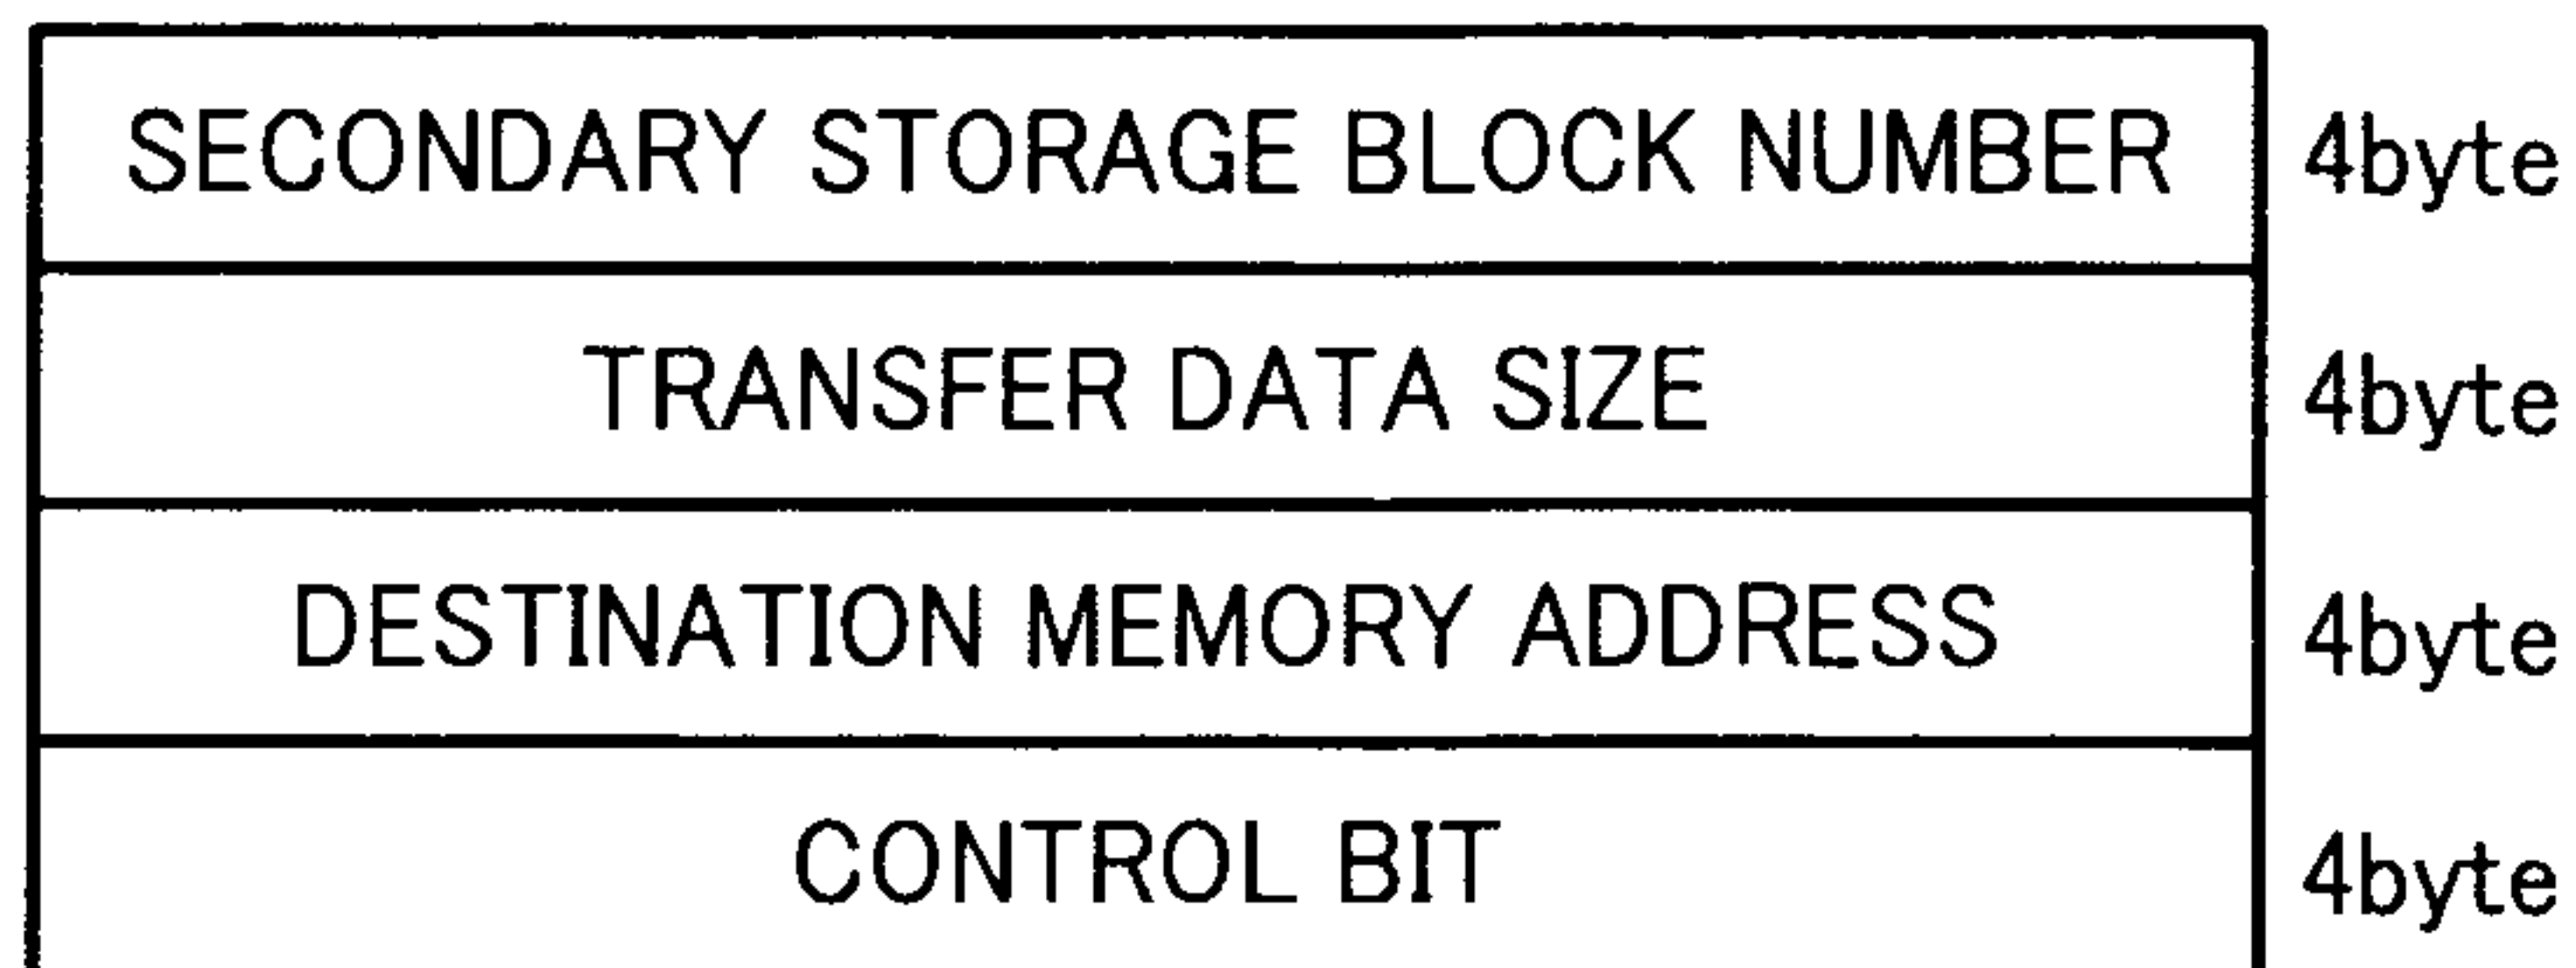 SECONDARY STORAGE BLOCK NUMBER 4byte
TRANSFER DATA SIZE 4byte
DESTINATION MEMORY ADDRESS 4byte
CONTROL BIT 4byte